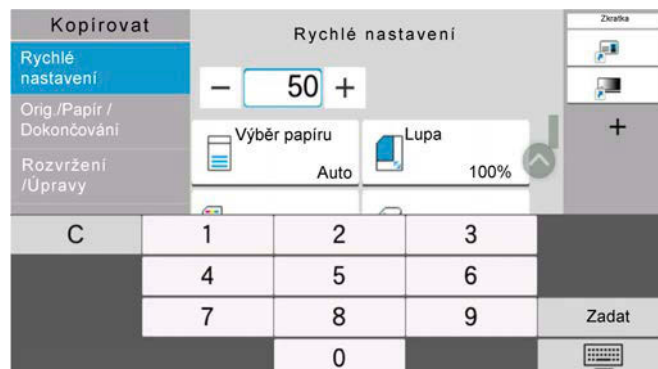 Kopírovat
Rychlé nastavení
Zkratka
Rychlé
nastavení
Orig./Papír /
Dokončování
Rozvržení
/Úpravy
− 50 +
Výběr papíru
Auto
Lupa
100%
+
C 1 2 3
4 5 6
7 8 9 Zadat
0